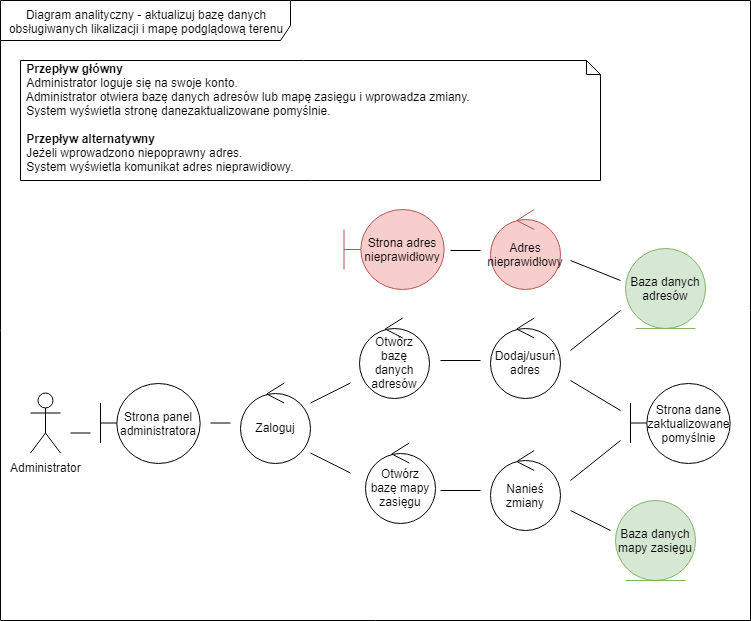 Diagram analityczny - aktualizuj bazę danych
obsługiwanych likalizacji i mapę podglądową terenu
Przepływ główny
Administrator loguje się na swoje konto.
Administrator otwiera bazę danych adresów lub mapę zasięgu i wprowadza zmiany.
System wyświetla stronę danezaktualizowane pomyślnie.
Przepływ alternatywny
Jeżeli wprowadzono niepoprawny adres.
System wyświetla komunikat adres nieprawidłowy.
Strona adres
nieprawidłowy
Adres
nieprawidłowy
Baza danych
adresów
Otwórz
bazę
danych
adresów
Dodaj/usuń
adres
Administrator
Strona panel
administratora
Zaloguj
Strona dane
zaktualizowane
pomyślnie
Otwórz
bazę mapy
zasięgu
Nanieś
zmiany
Baza danych
mapy zasięgu